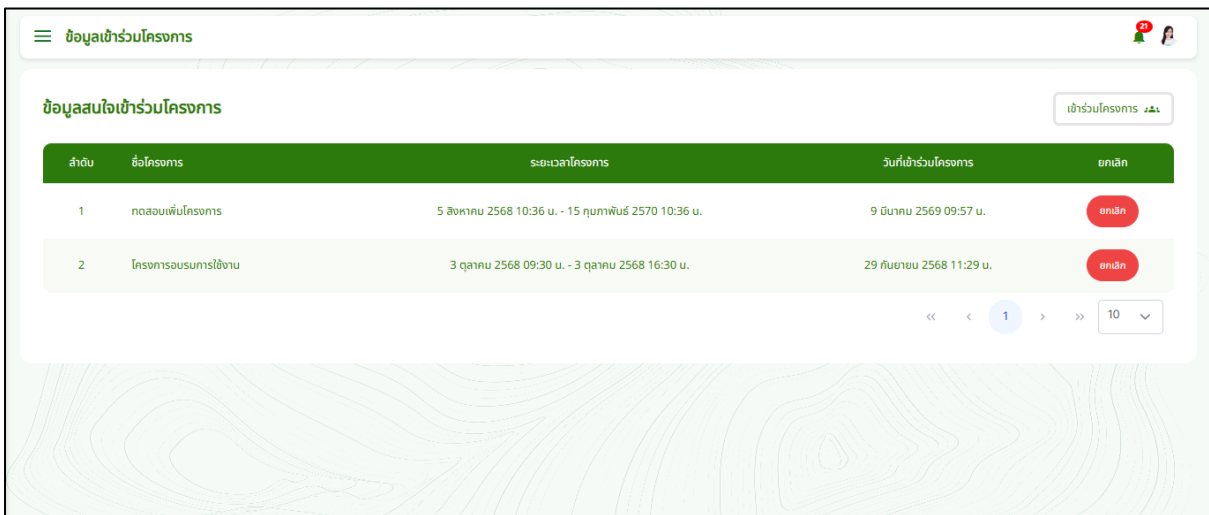 ข้อมูลเข้าร่วมโครงการ
21
ข้อมูลสนใจเข้าร่วมโครงการ
เข้าร่วมโครงการ
ลำดับ ชื่อโครงการ ระยะเวลาโครงการ วันที่เข้าร่วมโครงการ ยกเลิก
1 ทดสอบเพิ่มโครงการ 5 สิงหาคม 2568 10:36 น. - 15 กุมภาพันธ์ 2570 10:36 น. 9 มีนาคม 2569 09:57 น. ยกเลิก
2 โครงการอบรมการใช้งาน 3 ตุลาคม 2568 09:30 น. - 3 ตุลาคม 2568 16:30 น. 29 กันยายน 2568 11:29 น. ยกเลิก
« ‹ 1 › » 10